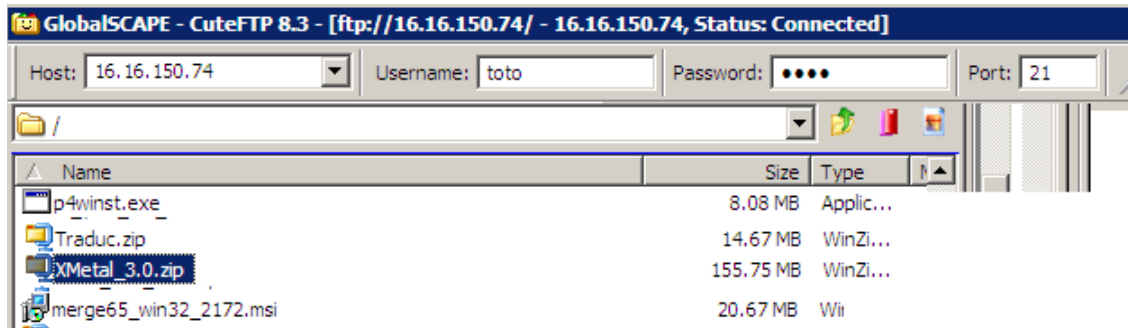 GlobalSCAPE - CuteFTP 8.3 - [ftp://16.16.150.74/ - 16.16.150.74, Status: Connected]
Host: 16.16.150.74 Username: toto Password: •••• Port: 21
/
Name Size Type
p4winst.exe 8.08 MB Applic...
Traduc.zip 14.67 MB WinZi...
XMetal_3.0.zip 155.75 MB WinZi...
merge65_win32_2172.msi 20.67 MB